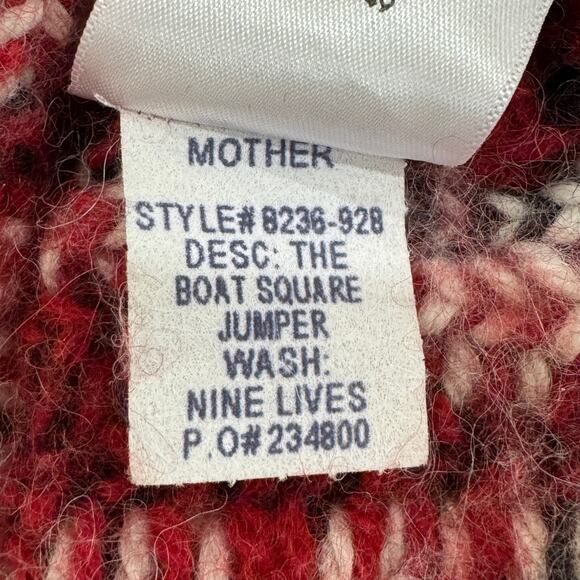 MOTHER
STYLE# 8236-928
DESC: THE
BOAT SQUARE
JUMPER
WASH:
NINE LIVES
P.O# 234800